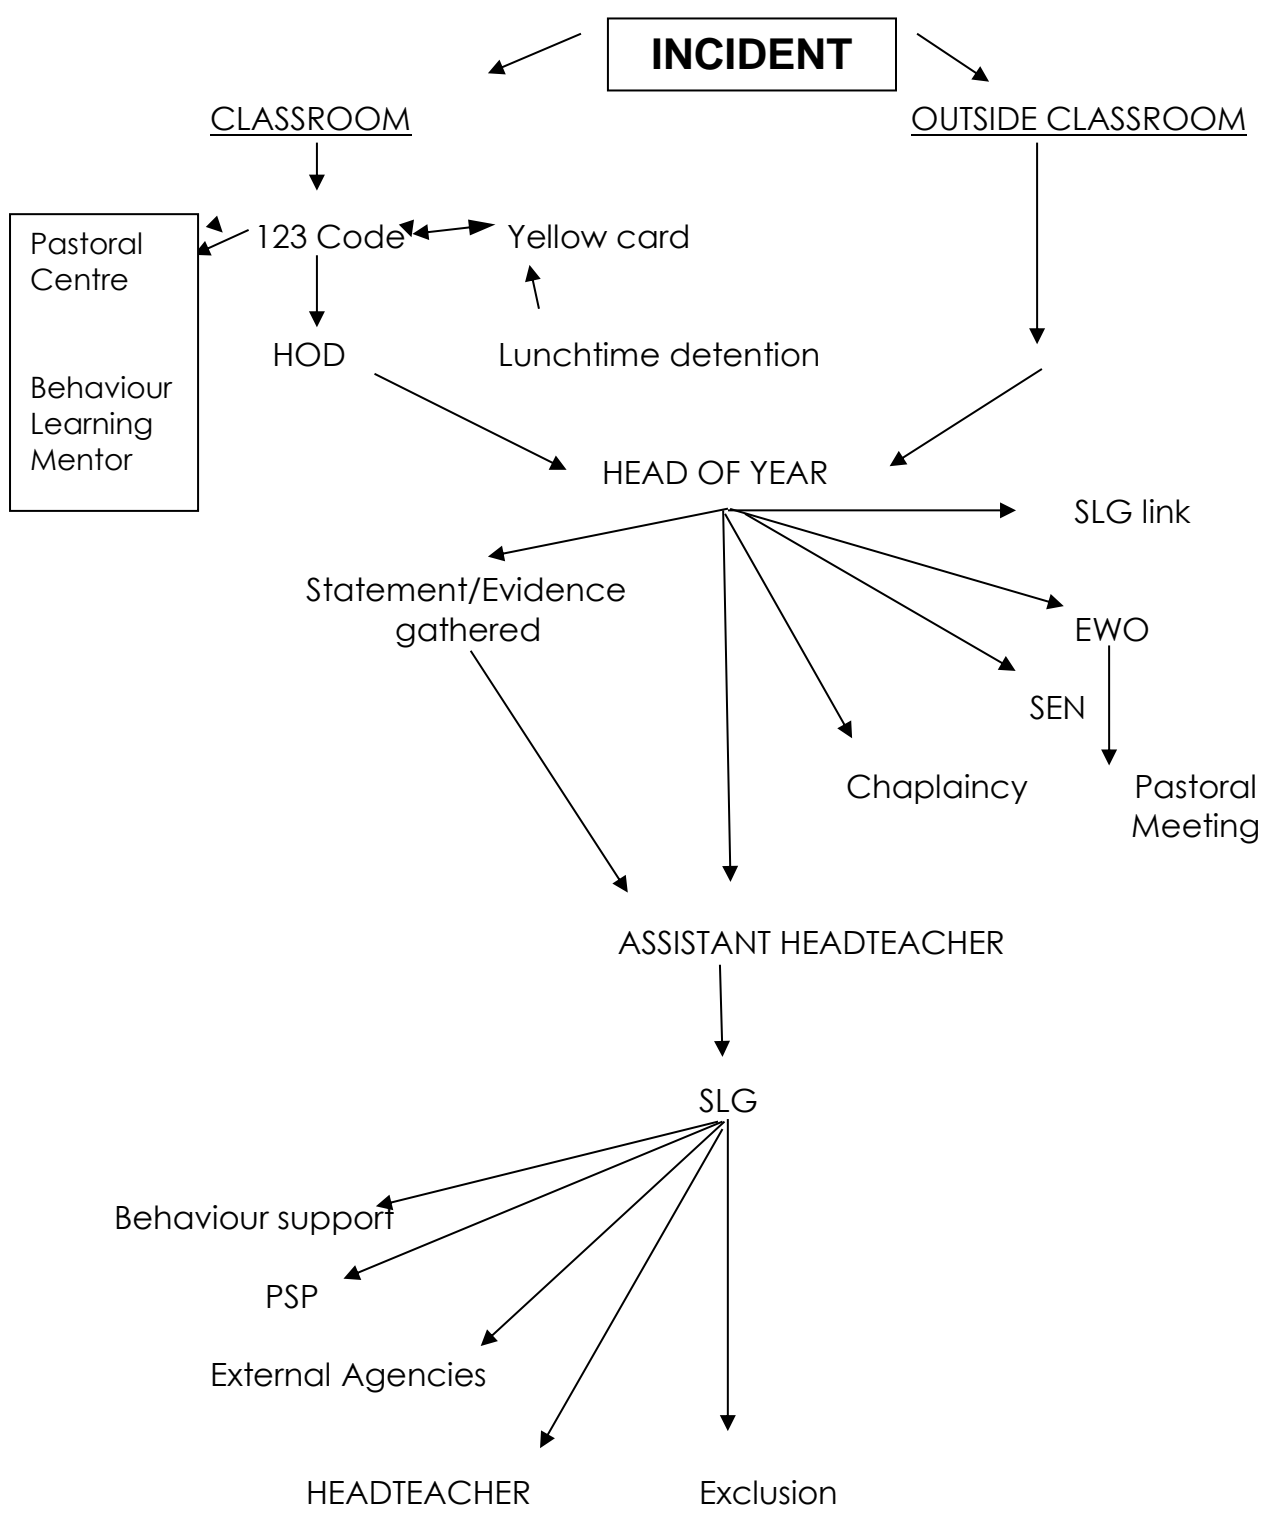 INCIDENT
CLASSROOM
OUTSIDE CLASSROOM
123 Code
Yellow card
Pastoral
Centre
Behaviour
Learning
Mentor
HOD
Lunchtime detention
HEAD OF YEAR
SLG link
Statement/Evidence
gathered
EWO
SEN
Chaplaincy
Pastoral
Meeting
ASSISTANT HEADTEACHER
SLG
Behaviour support
PSP
External Agencies
HEADTEACHER
Exclusion